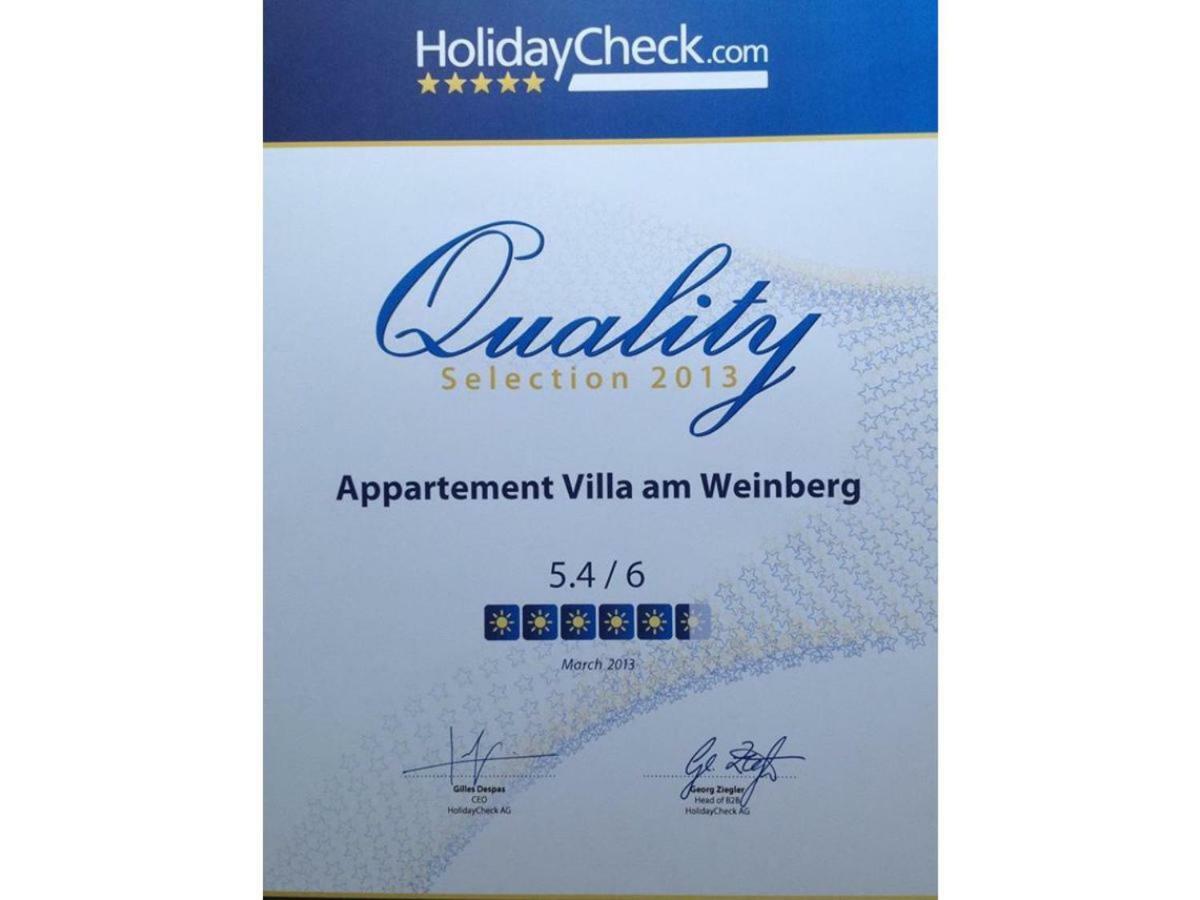 HolidayCheck.com
Quality
Selection 2013
Appartement Villa am Weinberg
5.4 / 6
March 2013
Gilles Despas
CEO
HolidayCheck AG
Georg Ziegler
Head of B2B
HolidayCheck AG